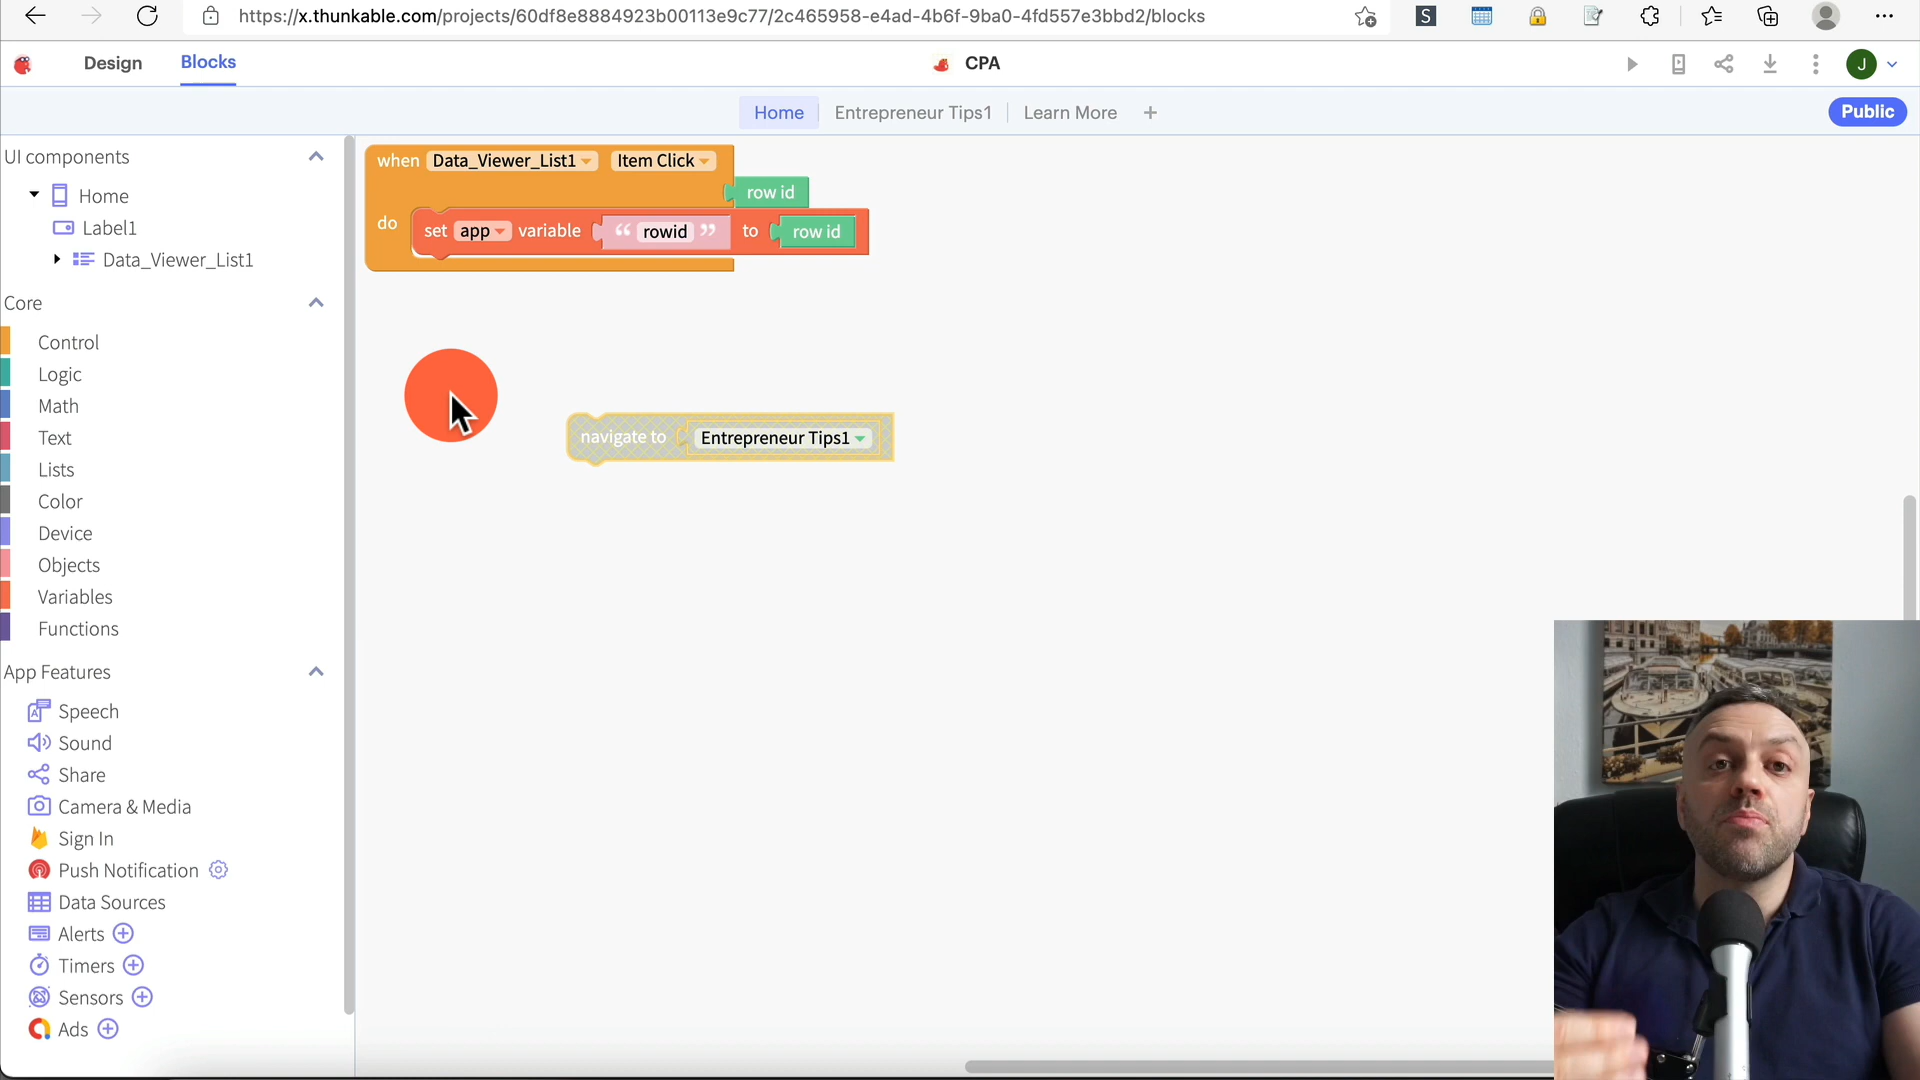 https://x.thunkable.com/projects/60df8e8884923b00113e9c77/2c465958-e4ad-4b6f-9ba0-4fd557e3bbd2/blocks
S
Design
Blocks
CPA
J
Home
Entrepreneur Tips1
Learn More
+
Public
UI components
Home
Label1
Data_Viewer_List1
Core
Control
Logic
Math
Text
Lists
Color
Device
Objects
Variables
Functions
App Features
Speech
Sound
Share
Camera & Media
Sign In
Push Notification
Data Sources
Alerts
Timers
Sensors
Ads
when Data_Viewer_List1 Item Click
row id
do set app variable “ rowid ” to row id
navigate to Entrepreneur Tips1